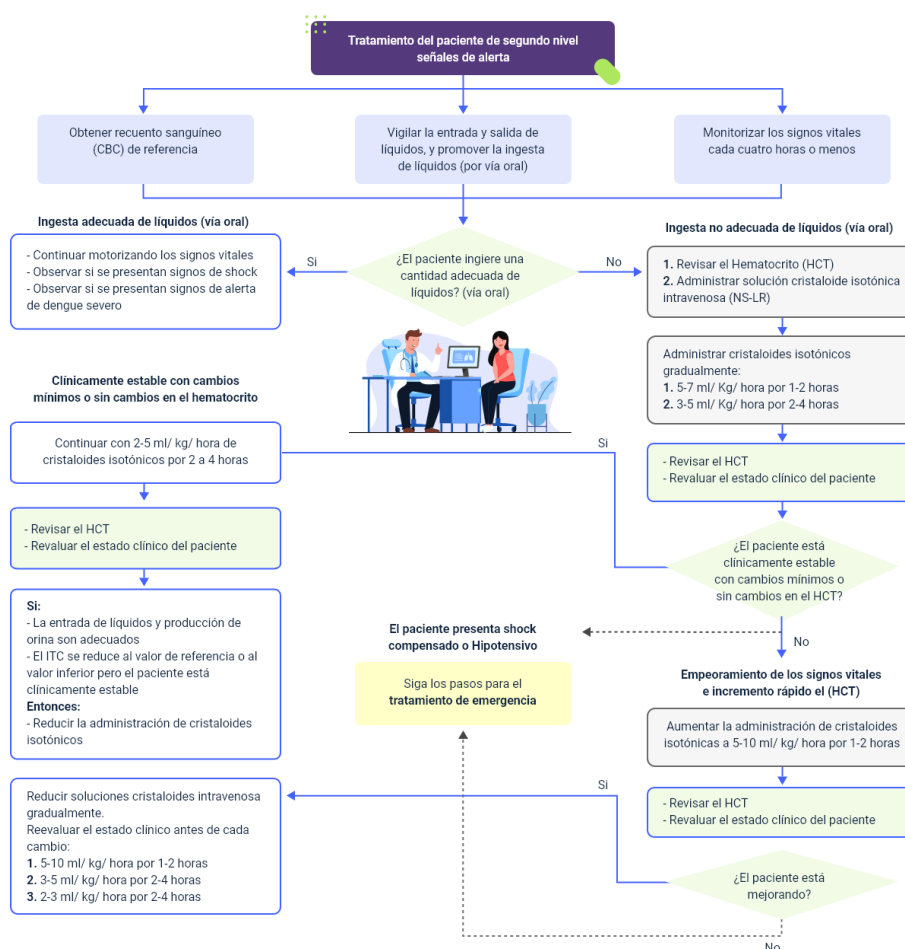 Tratamiento del paciente de segundo nivel
señales de alerta
Obtener recuento sanguíneo
(CBC) de referencia
Vigilar la entrada y salida de
líquidos, y promover la ingesta
de líquidos (por vía oral)
Monitorizar los signos vitales
cada cuatro horas o menos
Ingesta adecuada de líquidos (vía oral)
- Continuar motorizando los signos vitales
- Observar si se presentan signos de shock
- Observar si se presentan signos de alerta
de dengue severo
Si
¿El paciente ingiere una
cantidad adecuada de
líquidos? (vía oral)
No
Ingesta no adecuada de líquidos (vía oral)
1. Revisar el Hematocrito (HCT)
2. Administrar solución cristaloide isotónica
intravenosa (NS-LR)
Administrar cristaloides isotónicos
gradualmente:
1. 5-7 ml/ Kg/ hora por 1-2 horas
2. 3-5 ml/ Kg/ hora por 2-4 horas
- Revisar el HCT
- Revaluar el estado clínico del paciente
¿El paciente está
clínicamente estable
con cambios mínimos o
sin cambios en el HCT?
Si
Clínicamente estable con cambios
mínimos o sin cambios en el hematocrito
Continuar con 2-5 ml/ kg/ hora de
cristaloides isotónicos por 2 a 4 horas
- Revisar el HCT
- Revaluar el estado clínico del paciente
Si:
- La entrada de líquidos y producción de
orina son adecuados
- El ITC se reduce al valor de referencia o al
valor inferior pero el paciente está
clínicamente estable
Entonces:
- Reducir la administración de cristaloides
isotónicos
El paciente presenta shock
compensado o Hipotensivo
Siga los pasos para el
tratamiento de emergencia
No
Empeoramiento de los signos vitales
e incremento rápido el (HCT)
Aumentar la administración de cristaloides
isotónicas a 5-10 ml/ kg/ hora por 1-2 horas
- Revisar el HCT
- Revaluar el estado clínico del paciente
¿El paciente está
mejorando?
Si
Reducir soluciones cristaloides intravenosa
gradualmente.
Reevaluar el estado clínico antes de cada
cambio:
1. 5-10 ml/ kg/ hora por 1-2 horas
2. 3-5 ml/ kg/ hora por 2-4 horas
3. 2-3 ml/ kg/ hora por 2-4 horas
No